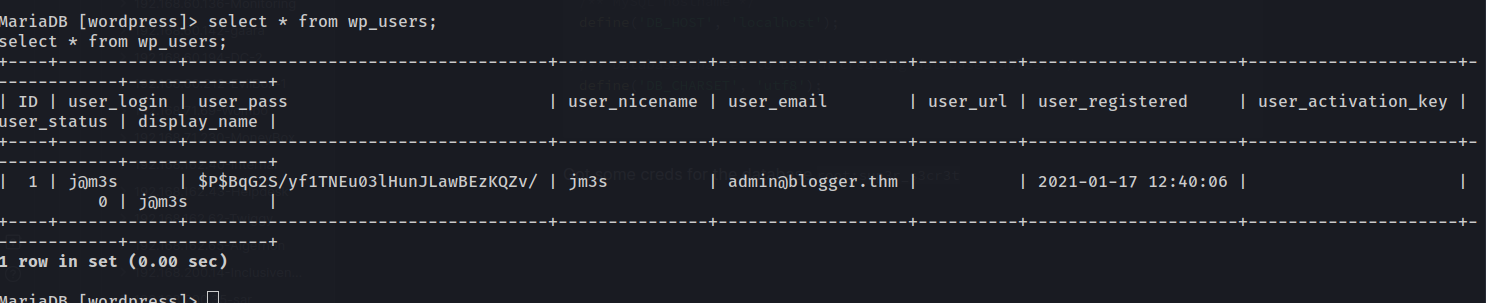 MariaDB [wordpress]> select * from wp_users;
select * from wp_users;
+----+------------+------------------------------------+---------------+-------------------+----------+---------------------+---------------------+-
------------+--------------+
| ID | user_login | user_pass                          | user_nicename | user_email        | user_url | user_registered     | user_activation_key |
user_status | display_name |
+----+------------+------------------------------------+---------------+-------------------+----------+---------------------+---------------------+-
------------+--------------+
|  1 | j@m3s      | $P$BqG2S/yf1TNEu03lHunJLawBEzKQZv/ | jm3s          | admin@blogger.thm |          | 2021-01-17 12:40:06 |                     |
          0 | j@m3s        |
+----+------------+------------------------------------+---------------+-------------------+----------+---------------------+---------------------+-
------------+--------------+
1 row in set (0.00 sec)
MariaDB [wordpress]>